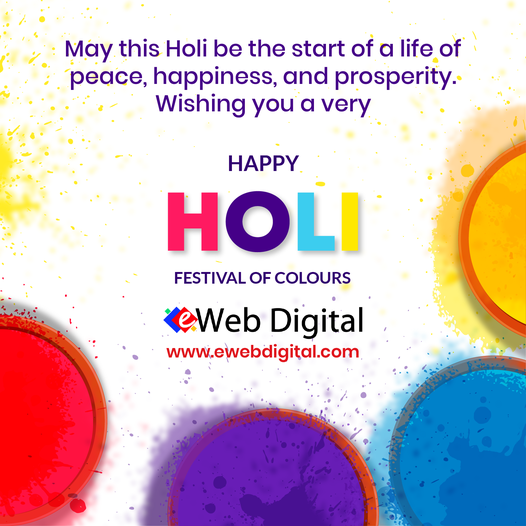 May this Holi be the start of a life of
peace, happiness, and prosperity.
Wishing you a very
HAPPY
HOLI
FESTIVAL OF COLOURS
eWeb Digital
www.ewebdigital.com